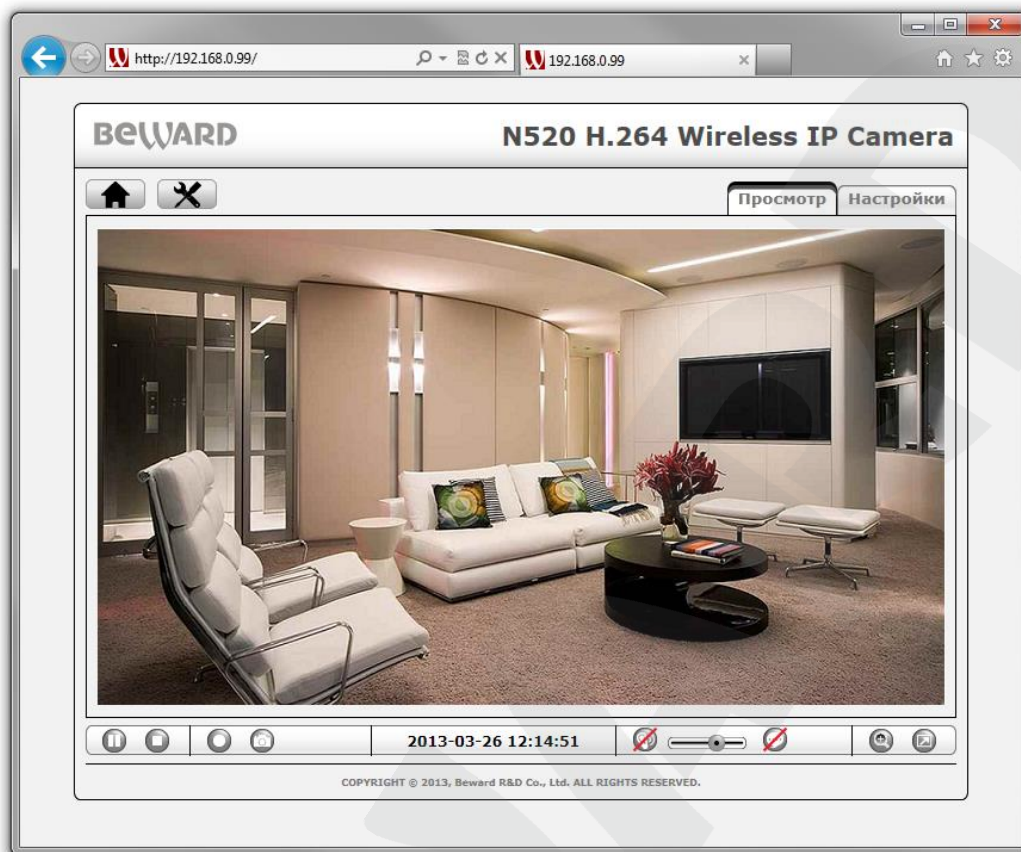 http://192.168.0.99/
192.168.0.99
BEWARD
N520 H.264 Wireless IP Camera
Просмотр
Настройки
2013-03-26 12:14:51
COPYRIGHT © 2013, Beward R&D Co., Ltd. ALL RIGHTS RESERVED.